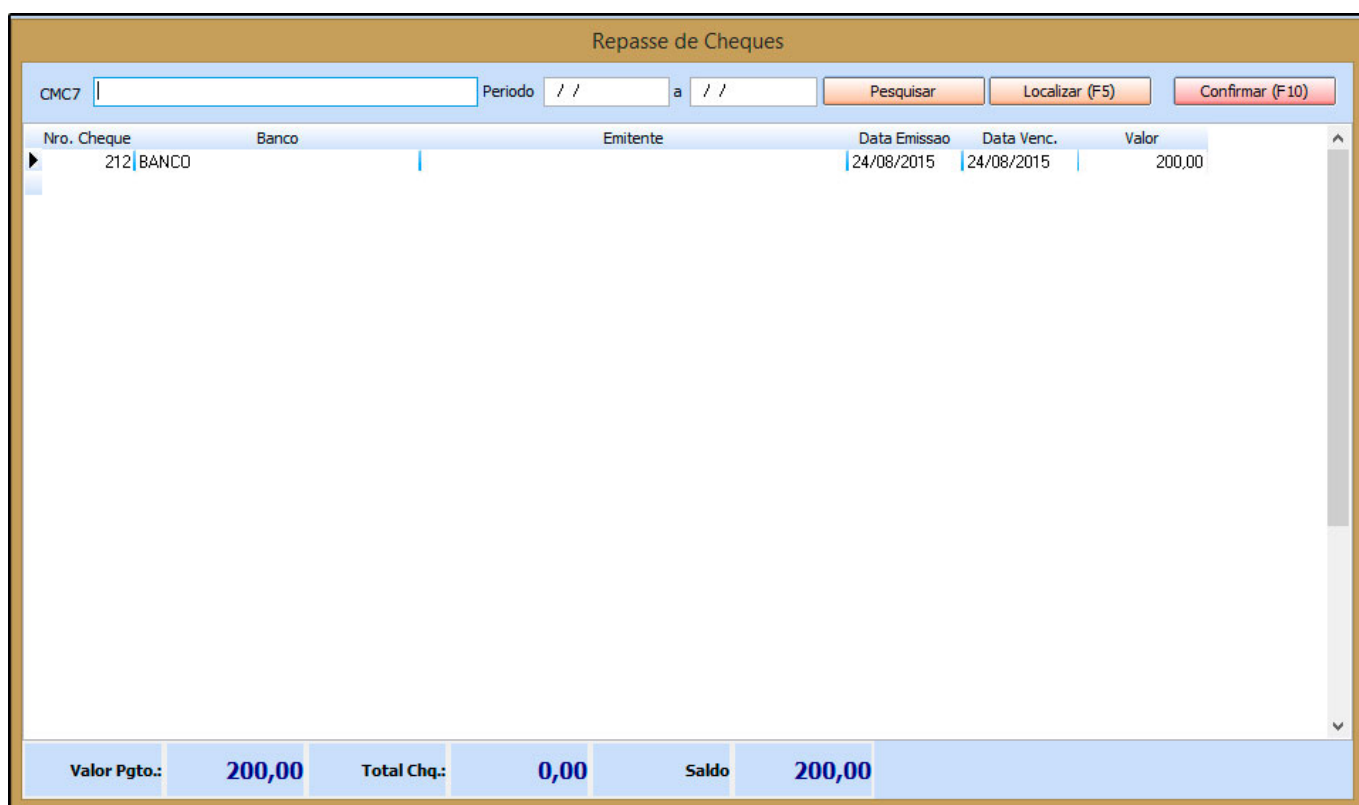 Repasse de Cheques
CMC7 Periodo / / a / / Pesquisar Localizar (F5) Confirmar (F10)
Nro. Cheque Banco Emitente Data Emissao Data Venc. Valor
212 BANCO 24/08/2015 24/08/2015 200,00
Valor Pgto.: 200,00 Total Chq.: 0,00 Saldo 200,00